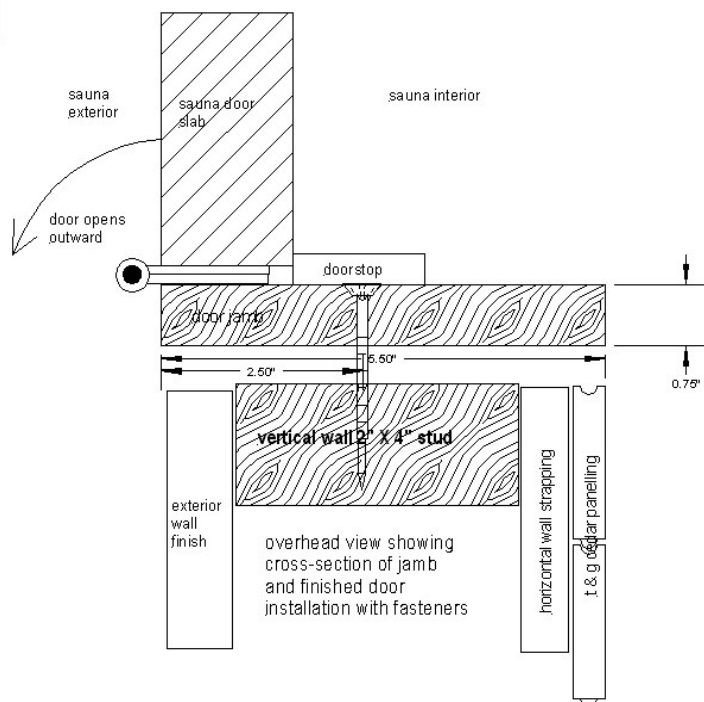 sauna
exterior
sauna door
slab
sauna interior
door opens
outward
doorstop
door jamb
5.50"
2.50"
0.75"
vertical wall 2" X 4" stud
exterior
wall
finish
overhead view showing
cross-section of jamb
and finished door
installation with fasteners
horizontal wall strapping
t & g cedar panelling